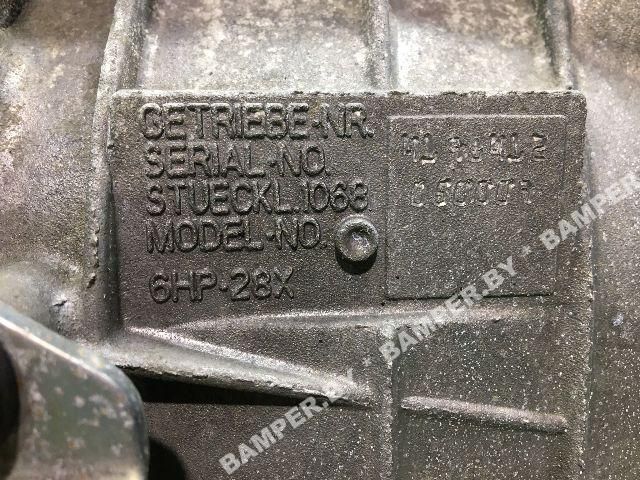 GETRIEBE-NR.
SERIAL-NO.
STUECKL.1068
MODEL-NO.
6HP-28X
BAMPER.BY * BAMPER.BY * BAMPER.BY